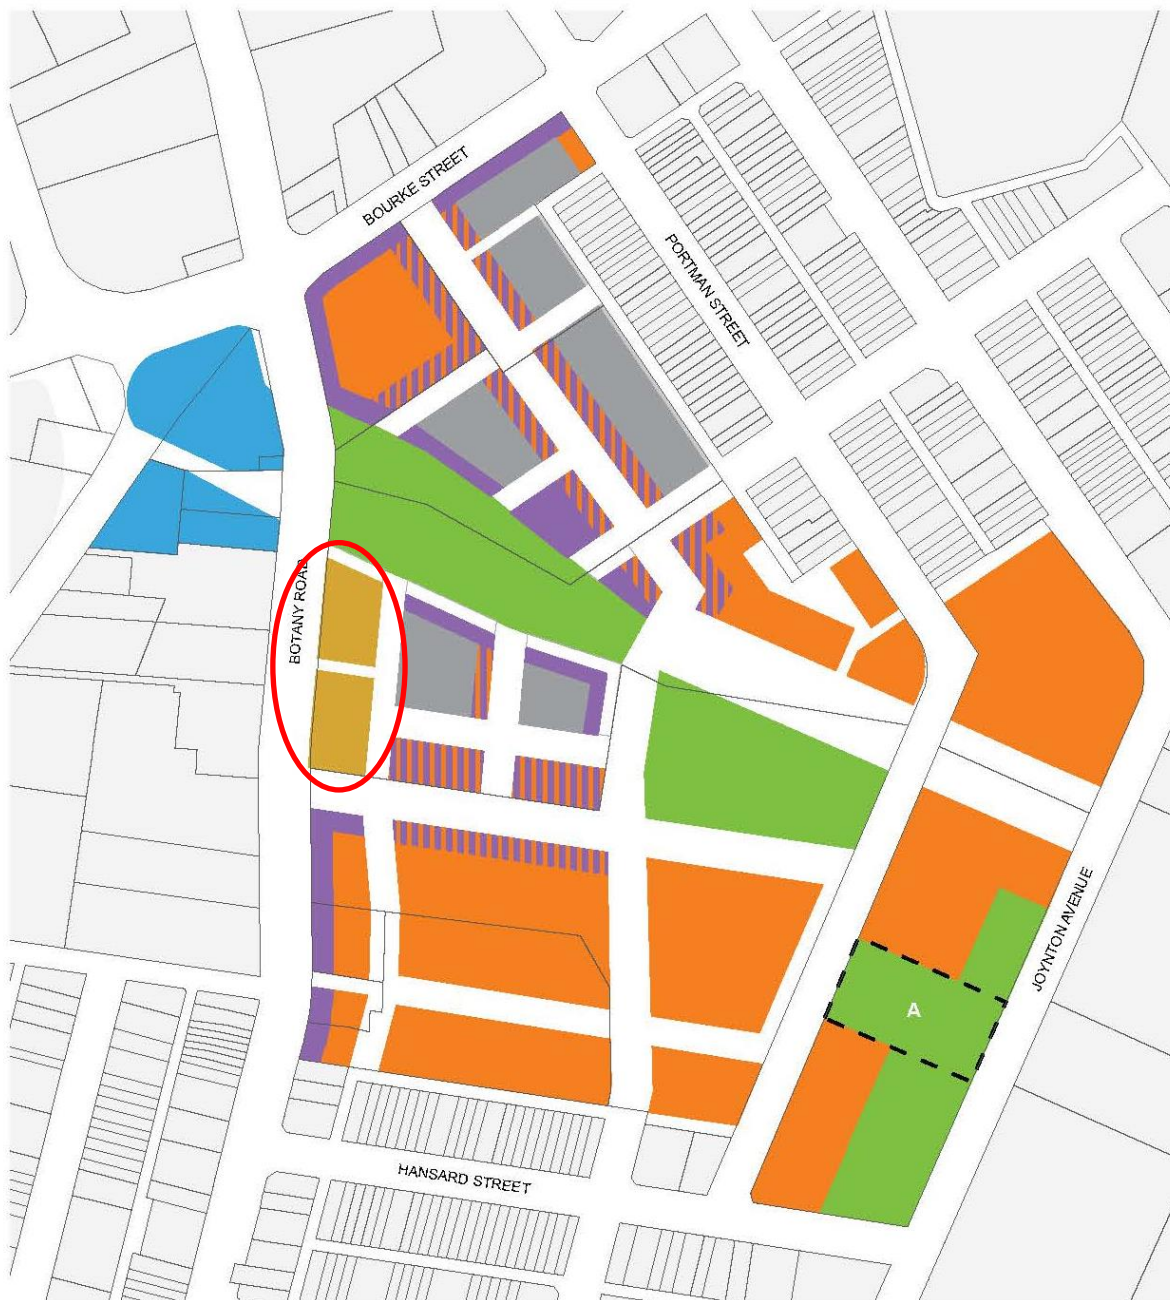 BOURKE STREET
PORTMAN STREET
BOTANY ROAD
JOYNTON AVENUE
A
HANSARD STREET